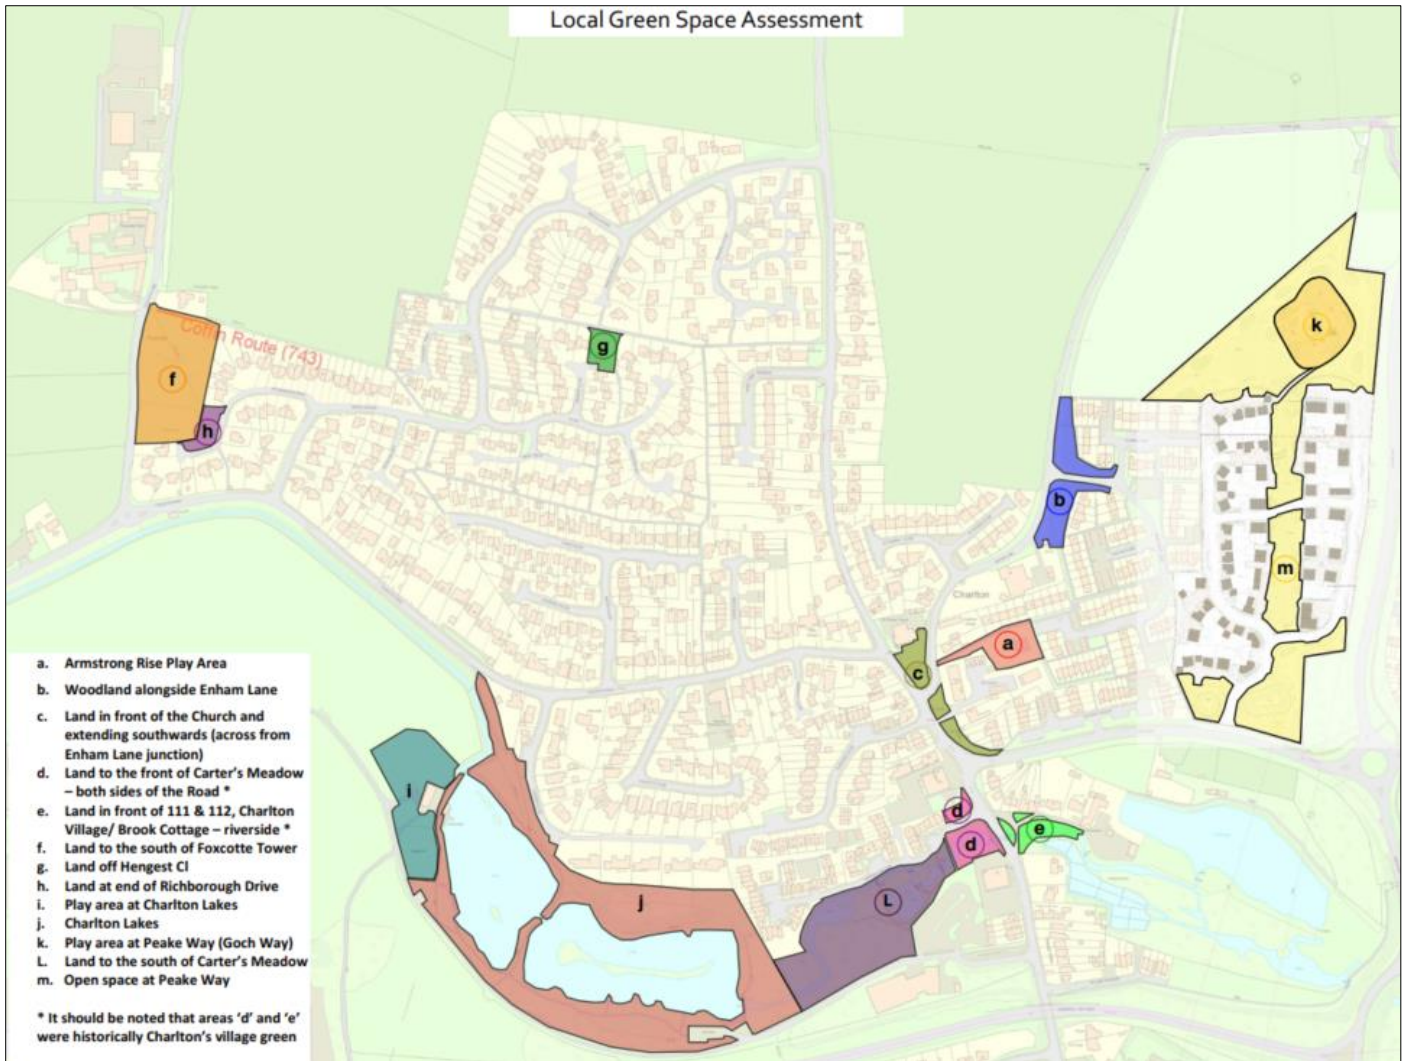 Local Green Space Assessment
Coffin Route (743)
k
g
f
h
b
m
Charlton
a
c
i
d
e
d
j
L
a. Armstrong Rise Play Area
b. Woodland alongside Enham Lane
c. Land in front of the Church and
extending southwards (across from
Enham Lane junction)
d. Land to the front of Carter's Meadow
– both sides of the Road *
e. Land in front of 111 & 112, Charlton
Village/ Brook Cottage – riverside *
f. Land to the south of Foxcotte Tower
g. Land off Hengest Cl
h. Land at end of Richborough Drive
i. Play area at Charlton Lakes
j. Charlton Lakes
k. Play area at Peake Way (Goch Way)
L. Land to the south of Carter's Meadow
m. Open space at Peake Way
* It should be noted that areas 'd' and 'e'
were historically Charlton's village green